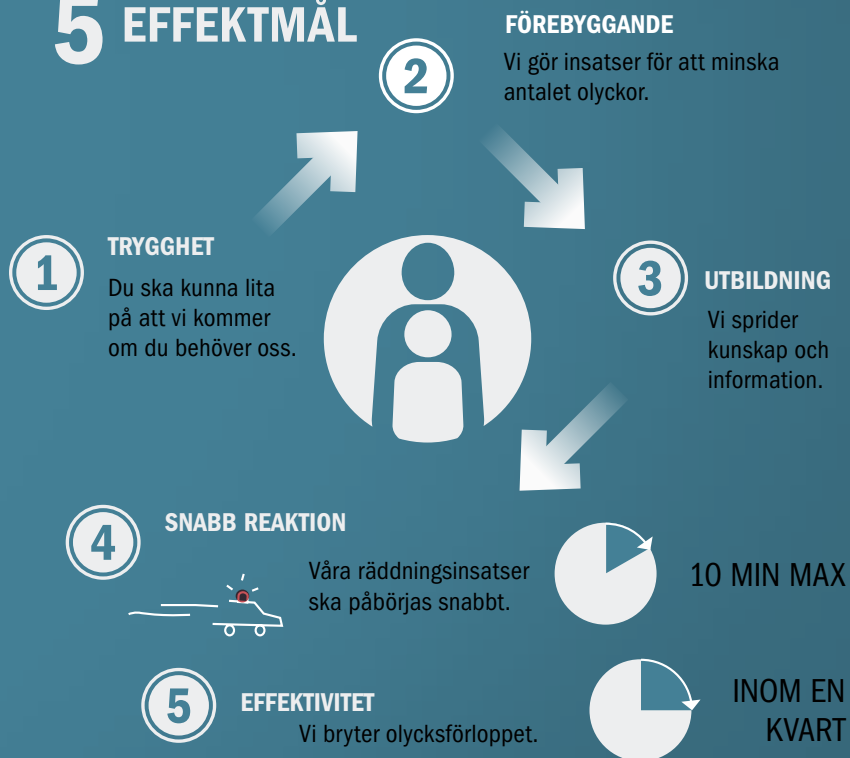 5 EFFEKTMÅL
1
TRYGGHET
Du ska kunna lita
på att vi kommer
om du behöver oss.
2
FÖREBYGGANDE
Vi gör insatser för att minska
antalet olyckor.
3
UTBILDNING
Vi sprider
kunskap och
information.
4
SNABB REAKTION
Våra räddningsinsatser
ska påbörjas snabbt.
10 MIN MAX
5
EFFEKTIVITET
Vi bryter olycksförloppet.
INOM EN
KVART